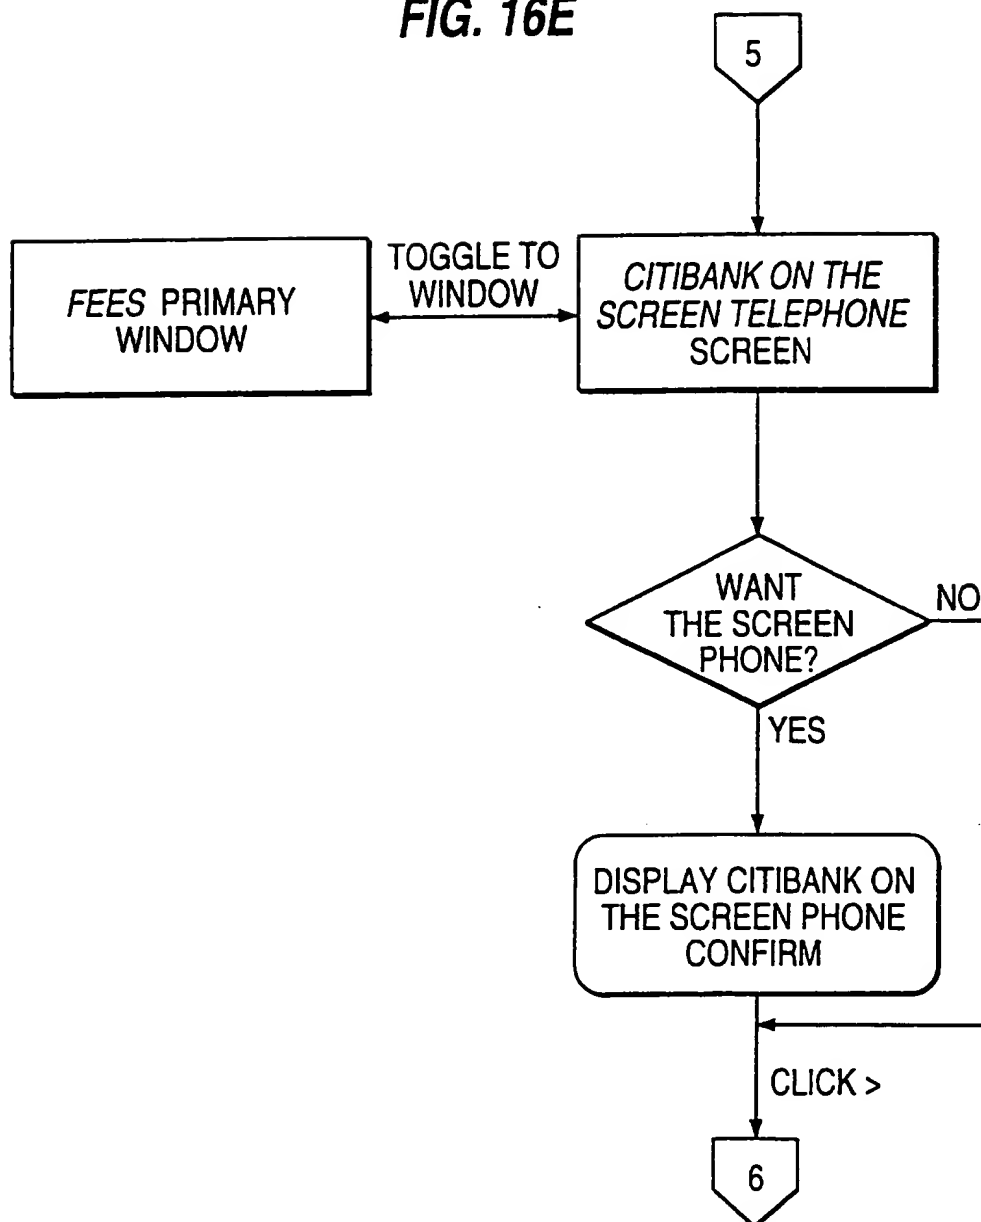 FIG. 16E
5
FEES PRIMARY
WINDOW
TOGGLE TO
WINDOW
CITIBANK ON THE
SCREEN TELEPHONE
SCREEN
WANT
THE SCREEN
PHONE?
NO
YES
DISPLAY CITIBANK ON
THE SCREEN PHONE
CONFIRM
CLICK >
6